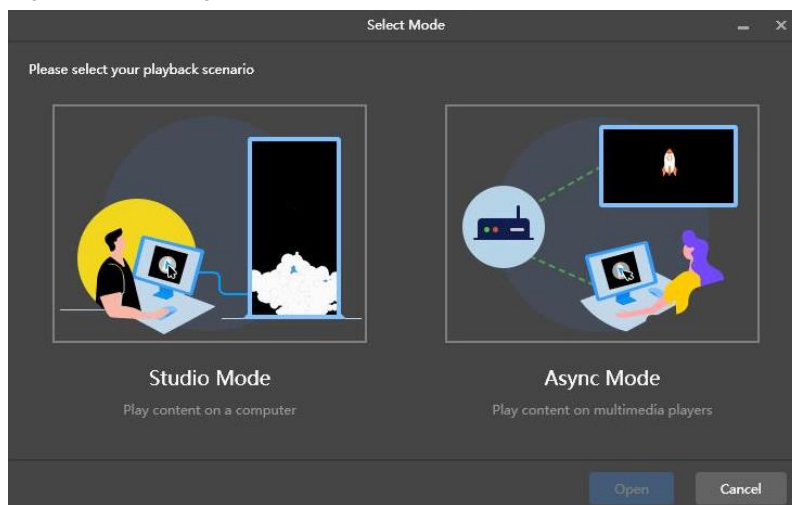 Select Mode
Please select your playback scenario
Studio Mode
Async Mode
Play content on a computer
Play content on multimedia players
Open
Cancel